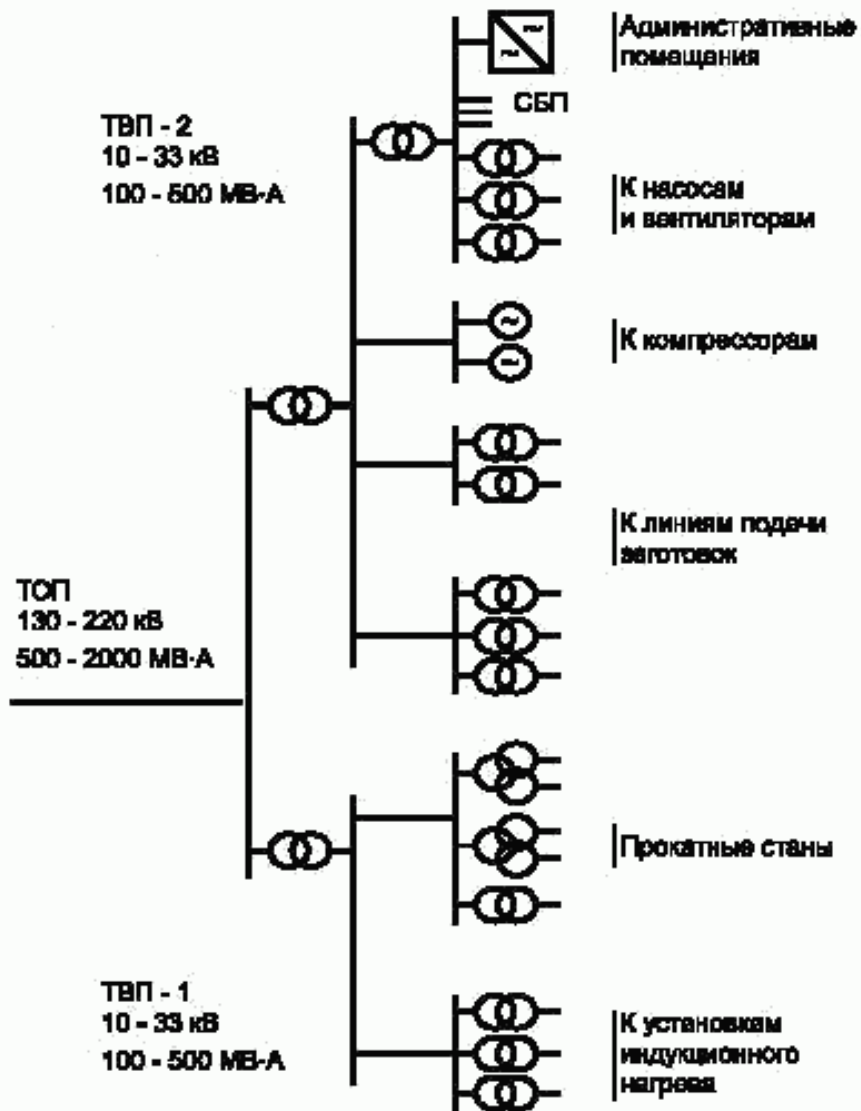 Административные
помещания
СБП
ТВП - 2
10 - 33 кВ
100 - 500 МВ·А
К насосам
и вентиляторам
К компрессорам
К линиям подачи
заготовок
ТОП
130 - 220 кВ
500 - 2000 МВ·А
Прокатные станы
ТВП - 1
10 - 33 кВ
100 - 500 МВ·А
К установкам
индукционного
нагрева